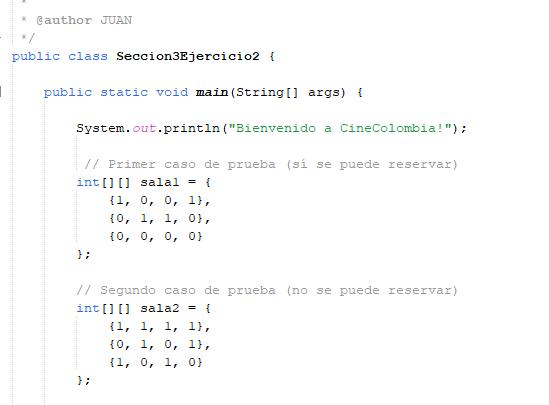 *
* @author JUAN
*/
public class Seccion3Ejercicio2 {
public static void main(String[] args) {
System.out.println("Bienvenido a CineColombia!");
// Primer caso de prueba (sí se puede reservar)
int[][] sala1 = {
{1, 0, 0, 1},
{0, 1, 1, 0},
{0, 0, 0, 0}
};
// Segundo caso de prueba (no se puede reservar)
int[][] sala2 = {
{1, 1, 1, 1},
{0, 1, 0, 1},
{1, 0, 1, 0}
};